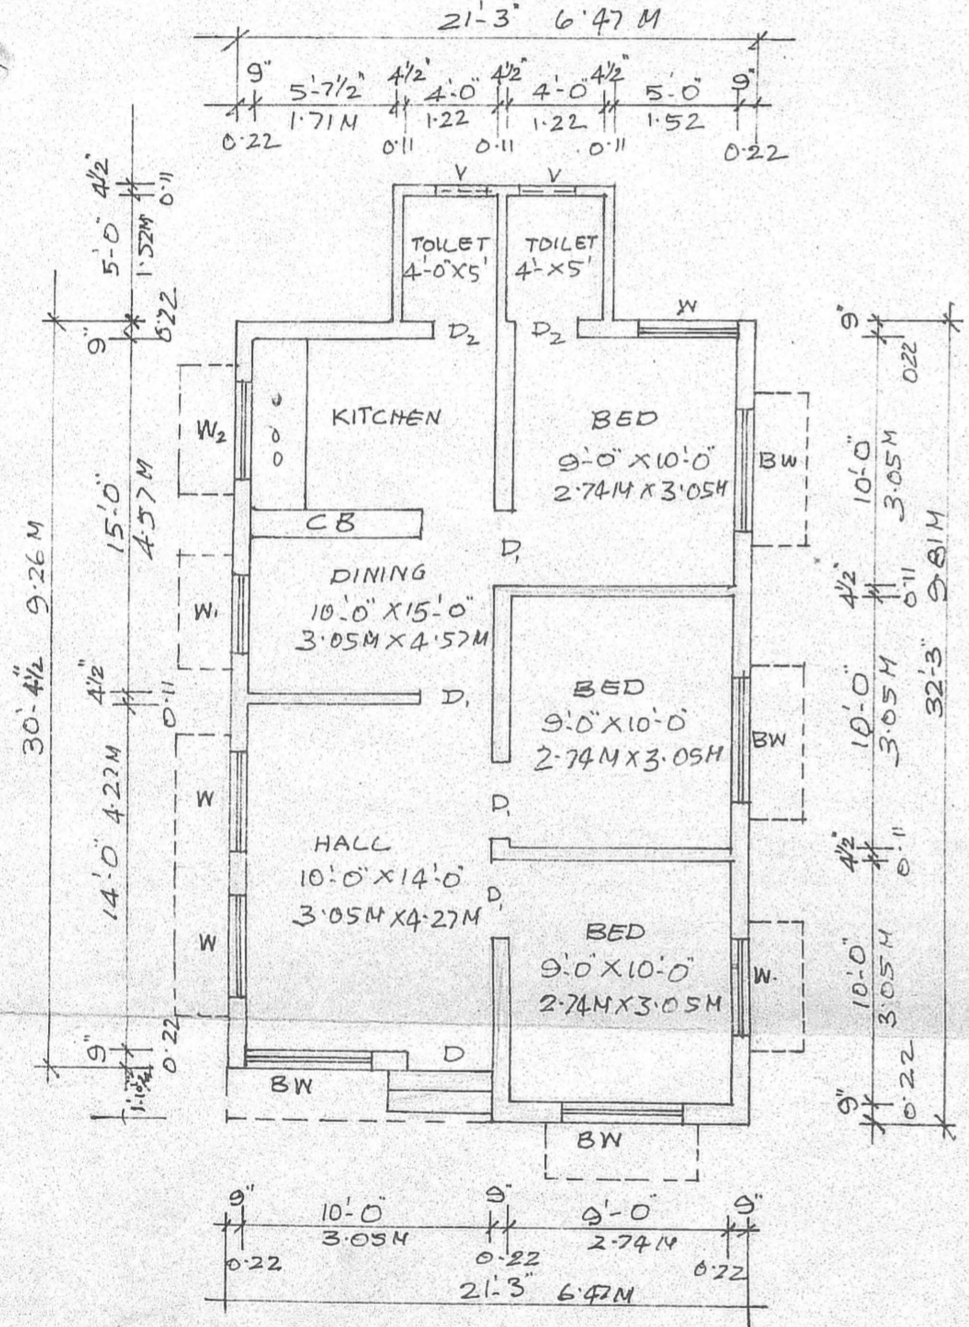 21'-3" 6.47 M
9" 5'-7½" 4½" 4'-0" 4½" 4'-0" 4½" 5'-0" 9"
0.22 1.71M 0.11 1.22 0.11 1.22 0.11 1.52 0.22
4½" 0.11
5'-0" 1.52M
9" 0.22
V V
TOILET TOILET
4'-0"X5' 4'-X5'
D2 D2
W
KITCHEN
BED
9'-0" X10'-0"
2.74M X 3.05M
W2
BW
CB
D1
DINING
10'-0" X15'-0"
3.05M X 4.57M
W1
D1
BED
9'-0" X10'-0"
2.74M X 3.05M
BW
W
D1
HALL
10'-0" X14'-0"
3.05M X4.27M
D1
W
BED
9'-0" X10'-0"
2.74M X3.05M
W
D
BW
BW
30'-4½" 9.26 M
15'-0" 4.57M
4½" 0.11
14'-0" 4.27M
9" 0.22
1'-10½"
9" 0.22
10'-0" 3.05M
4½" 0.11
10'-0" 3.05M
4½" 0.11
10'-0" 3.05M
9" 0.22
32'-3" 9.81M
9" 10'-0" 9" 9'-0" 9"
0.22 3.05M 0.22 2.74M 0.22
21'-3" 6.47M